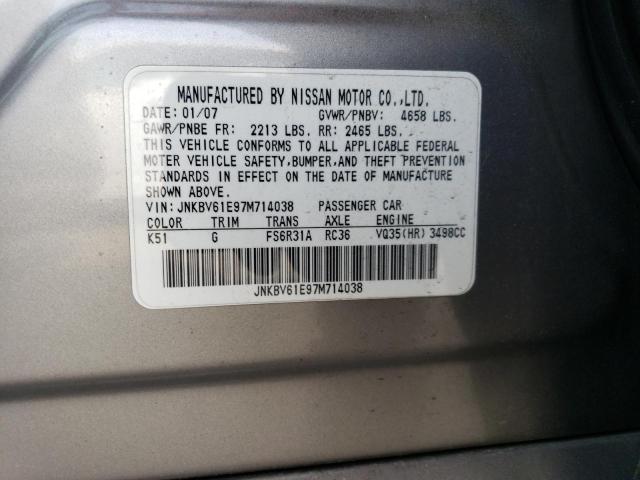 MANUFACTURED BY NISSAN MOTOR CO.,LTD.
DATE: 01/07 GVWR/PNBV: 4658 LBS.
GAWR/PNBE FR: 2213 LBS. RR: 2465 LBS.
THIS VEHICLE CONFORMS TO ALL APPLICABLE FEDERAL
MOTER VEHICLE SAFETY,BUMPER,AND THEFT PREVENTION
STANDARDS IN EFFECT ON THE DATE OF MANUFACTURE
SHOWN ABOVE.
VIN: JNKBV61E97M714038 PASSENGER CAR
COLOR TRIM TRANS AXLE ENGINE
K51 G FS6R31A RC36 VQ35(HR) 3498CC
JNKBV61E97M714038